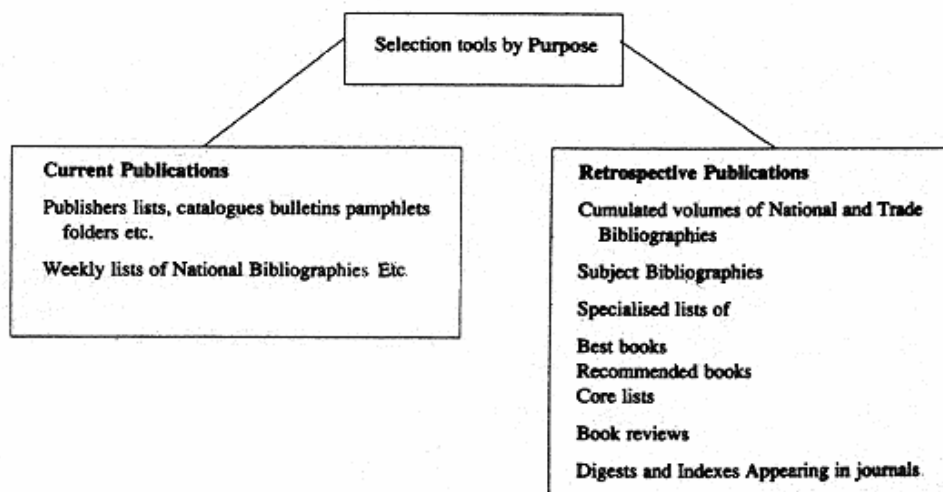 Selection tools by Purpose
Current Publications
Publishers lists, catalogues bulletins pamphlets
folders etc.
Weekly lists of National Bibliographies Etc
Retrospective Publications
Cumulated volumes of National and Trade
Bibliographies
Subject Bibliographies
Specialised lists of
Best books
Recommended books
Core lists
Book reviews
Digests and Indexes Appearing in journals